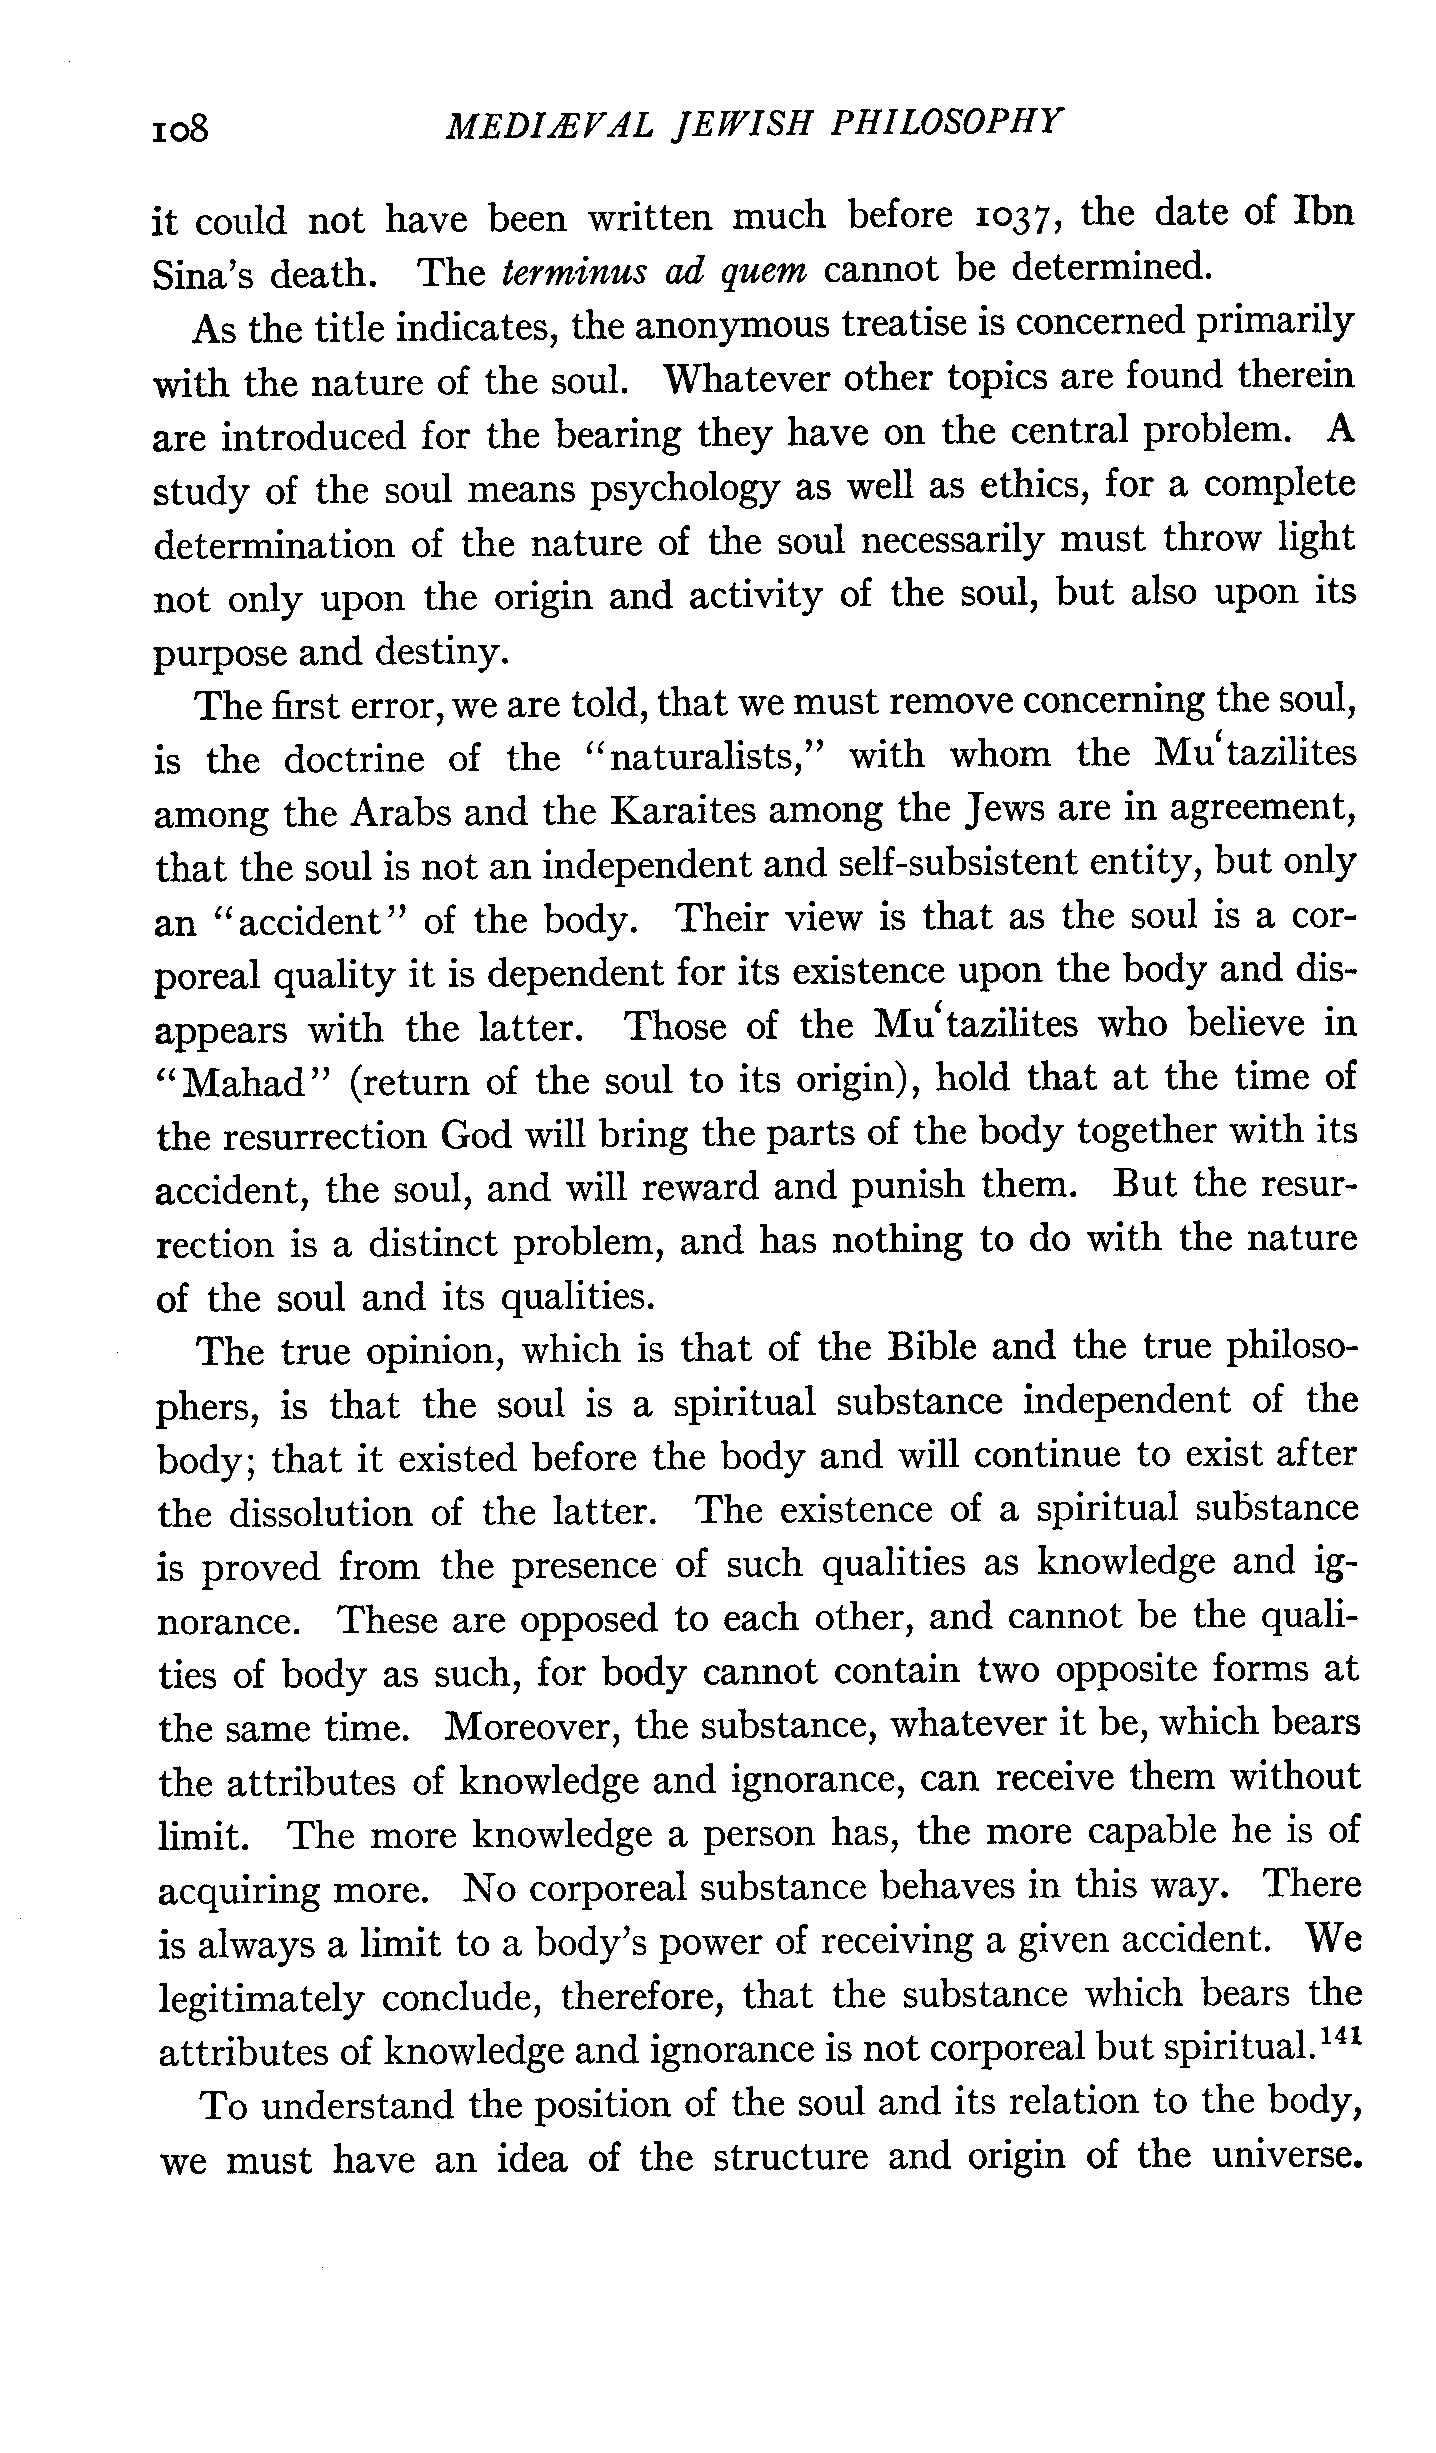 108 MEDIÆVAL JEWISH PHILOSOPHY
it could not have been written much before 1037, the date of Ibn
Sina's death. The terminus ad quem cannot be determined.
As the title indicates, the anonymous treatise is concerned primarily
with the nature of the soul. Whatever other topics are found therein
are introduced for the bearing they have on the central problem. A
study of the soul means psychology as well as ethics, for a complete
determination of the nature of the soul necessarily must throw light
not only upon the origin and activity of the soul, but also upon its
purpose and destiny.
The first error, we are told, that we must remove concerning the soul,
is the doctrine of the “naturalists,” with whom the Muʿtazilites
among the Arabs and the Karaites among the Jews are in agreement,
that the soul is not an independent and self-subsistent entity, but only
an “accident” of the body. Their view is that as the soul is a cor-
poreal quality it is dependent for its existence upon the body and dis-
appears with the latter. Those of the Muʿtazilites who believe in
“Mahad” (return of the soul to its origin), hold that at the time of
the resurrection God will bring the parts of the body together with its
accident, the soul, and will reward and punish them. But the resur-
rection is a distinct problem, and has nothing to do with the nature
of the soul and its qualities.
The true opinion, which is that of the Bible and the true philoso-
phers, is that the soul is a spiritual substance independent of the
body; that it existed before the body and will continue to exist after
the dissolution of the latter. The existence of a spiritual substance
is proved from the presence of such qualities as knowledge and ig-
norance. These are opposed to each other, and cannot be the quali-
ties of body as such, for body cannot contain two opposite forms at
the same time. Moreover, the substance, whatever it be, which bears
the attributes of knowledge and ignorance, can receive them without
limit. The more knowledge a person has, the more capable he is of
acquiring more. No corporeal substance behaves in this way. There
is always a limit to a body's power of receiving a given accident. We
legitimately conclude, therefore, that the substance which bears the
attributes of knowledge and ignorance is not corporeal but spiritual.¹⁴¹
To understand the position of the soul and its relation to the body,
we must have an idea of the structure and origin of the universe.